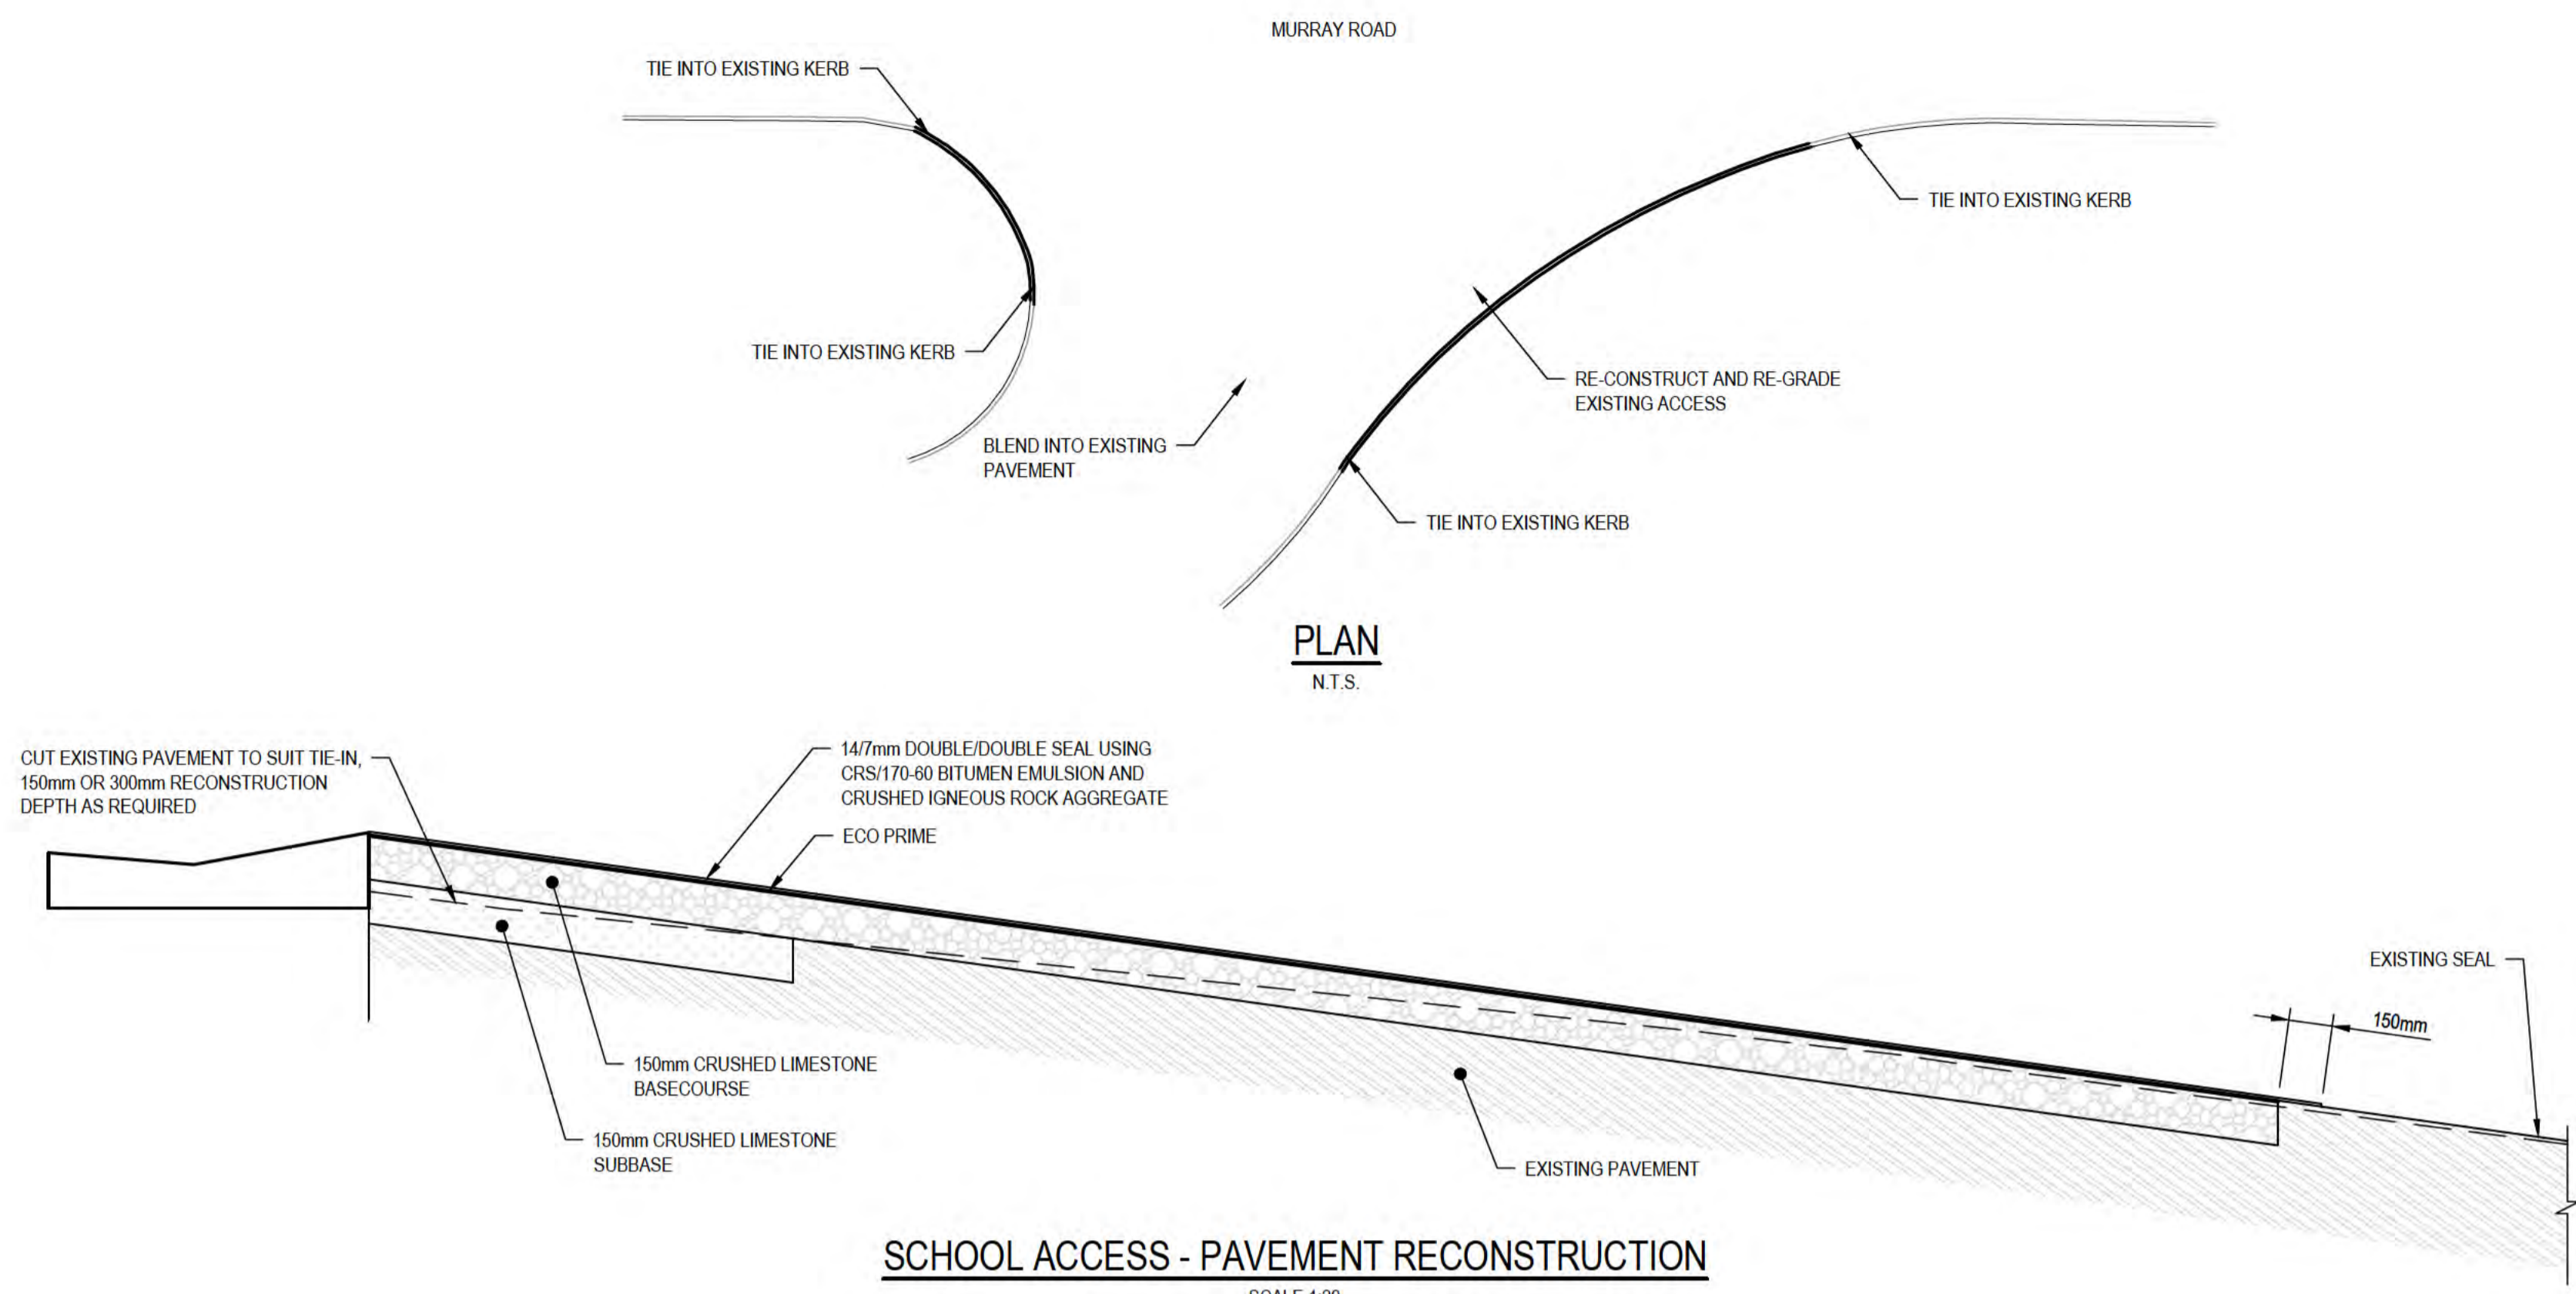 MURRAY ROAD
TIE INTO EXISTING KERB
TIE INTO EXISTING KERB
TIE INTO EXISTING KERB
RE-CONSTRUCT AND RE-GRADE
EXISTING ACCESS
BLEND INTO EXISTING
PAVEMENT
TIE INTO EXISTING KERB
PLAN
N.T.S.
CUT EXISTING PAVEMENT TO SUIT TIE-IN,
150mm OR 300mm RECONSTRUCTION
DEPTH AS REQUIRED
14/7mm DOUBLE/DOUBLE SEAL USING
CRS/170-60 BITUMEN EMULSION AND
CRUSHED IGNEOUS ROCK AGGREGATE
ECO PRIME
EXISTING SEAL
150mm
150mm CRUSHED LIMESTONE
BASECOURSE
150mm CRUSHED LIMESTONE
SUBBASE
EXISTING PAVEMENT
SCHOOL ACCESS - PAVEMENT RECONSTRUCTION